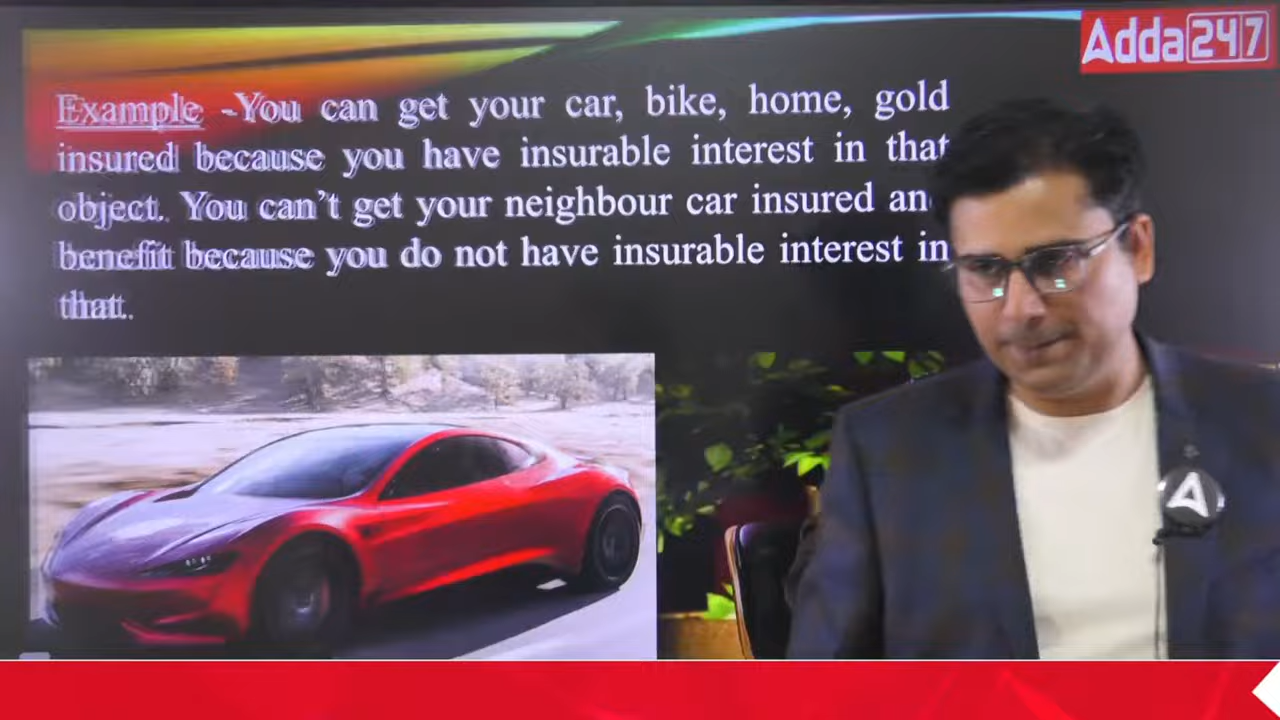 Adda247
Example -You can get your car, bike, home, gold
insured because you have insurable interest in that
object. You can't get your neighbour car insured an
benefit because you do not have insurable interest in
that.
A